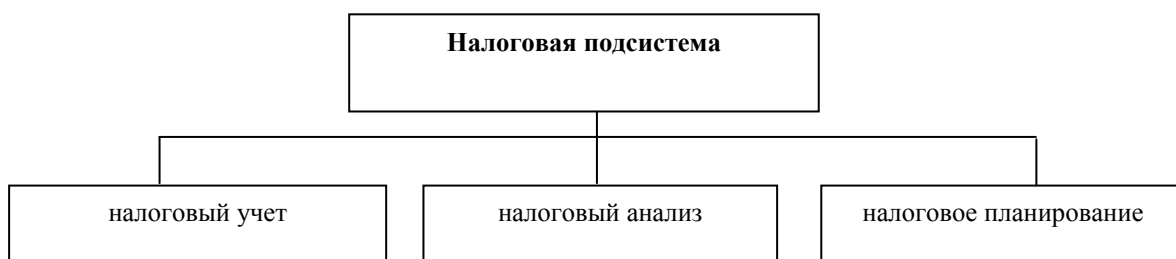 Налоговая подсистема
налоговый учет
налоговый анализ
налоговое планирование